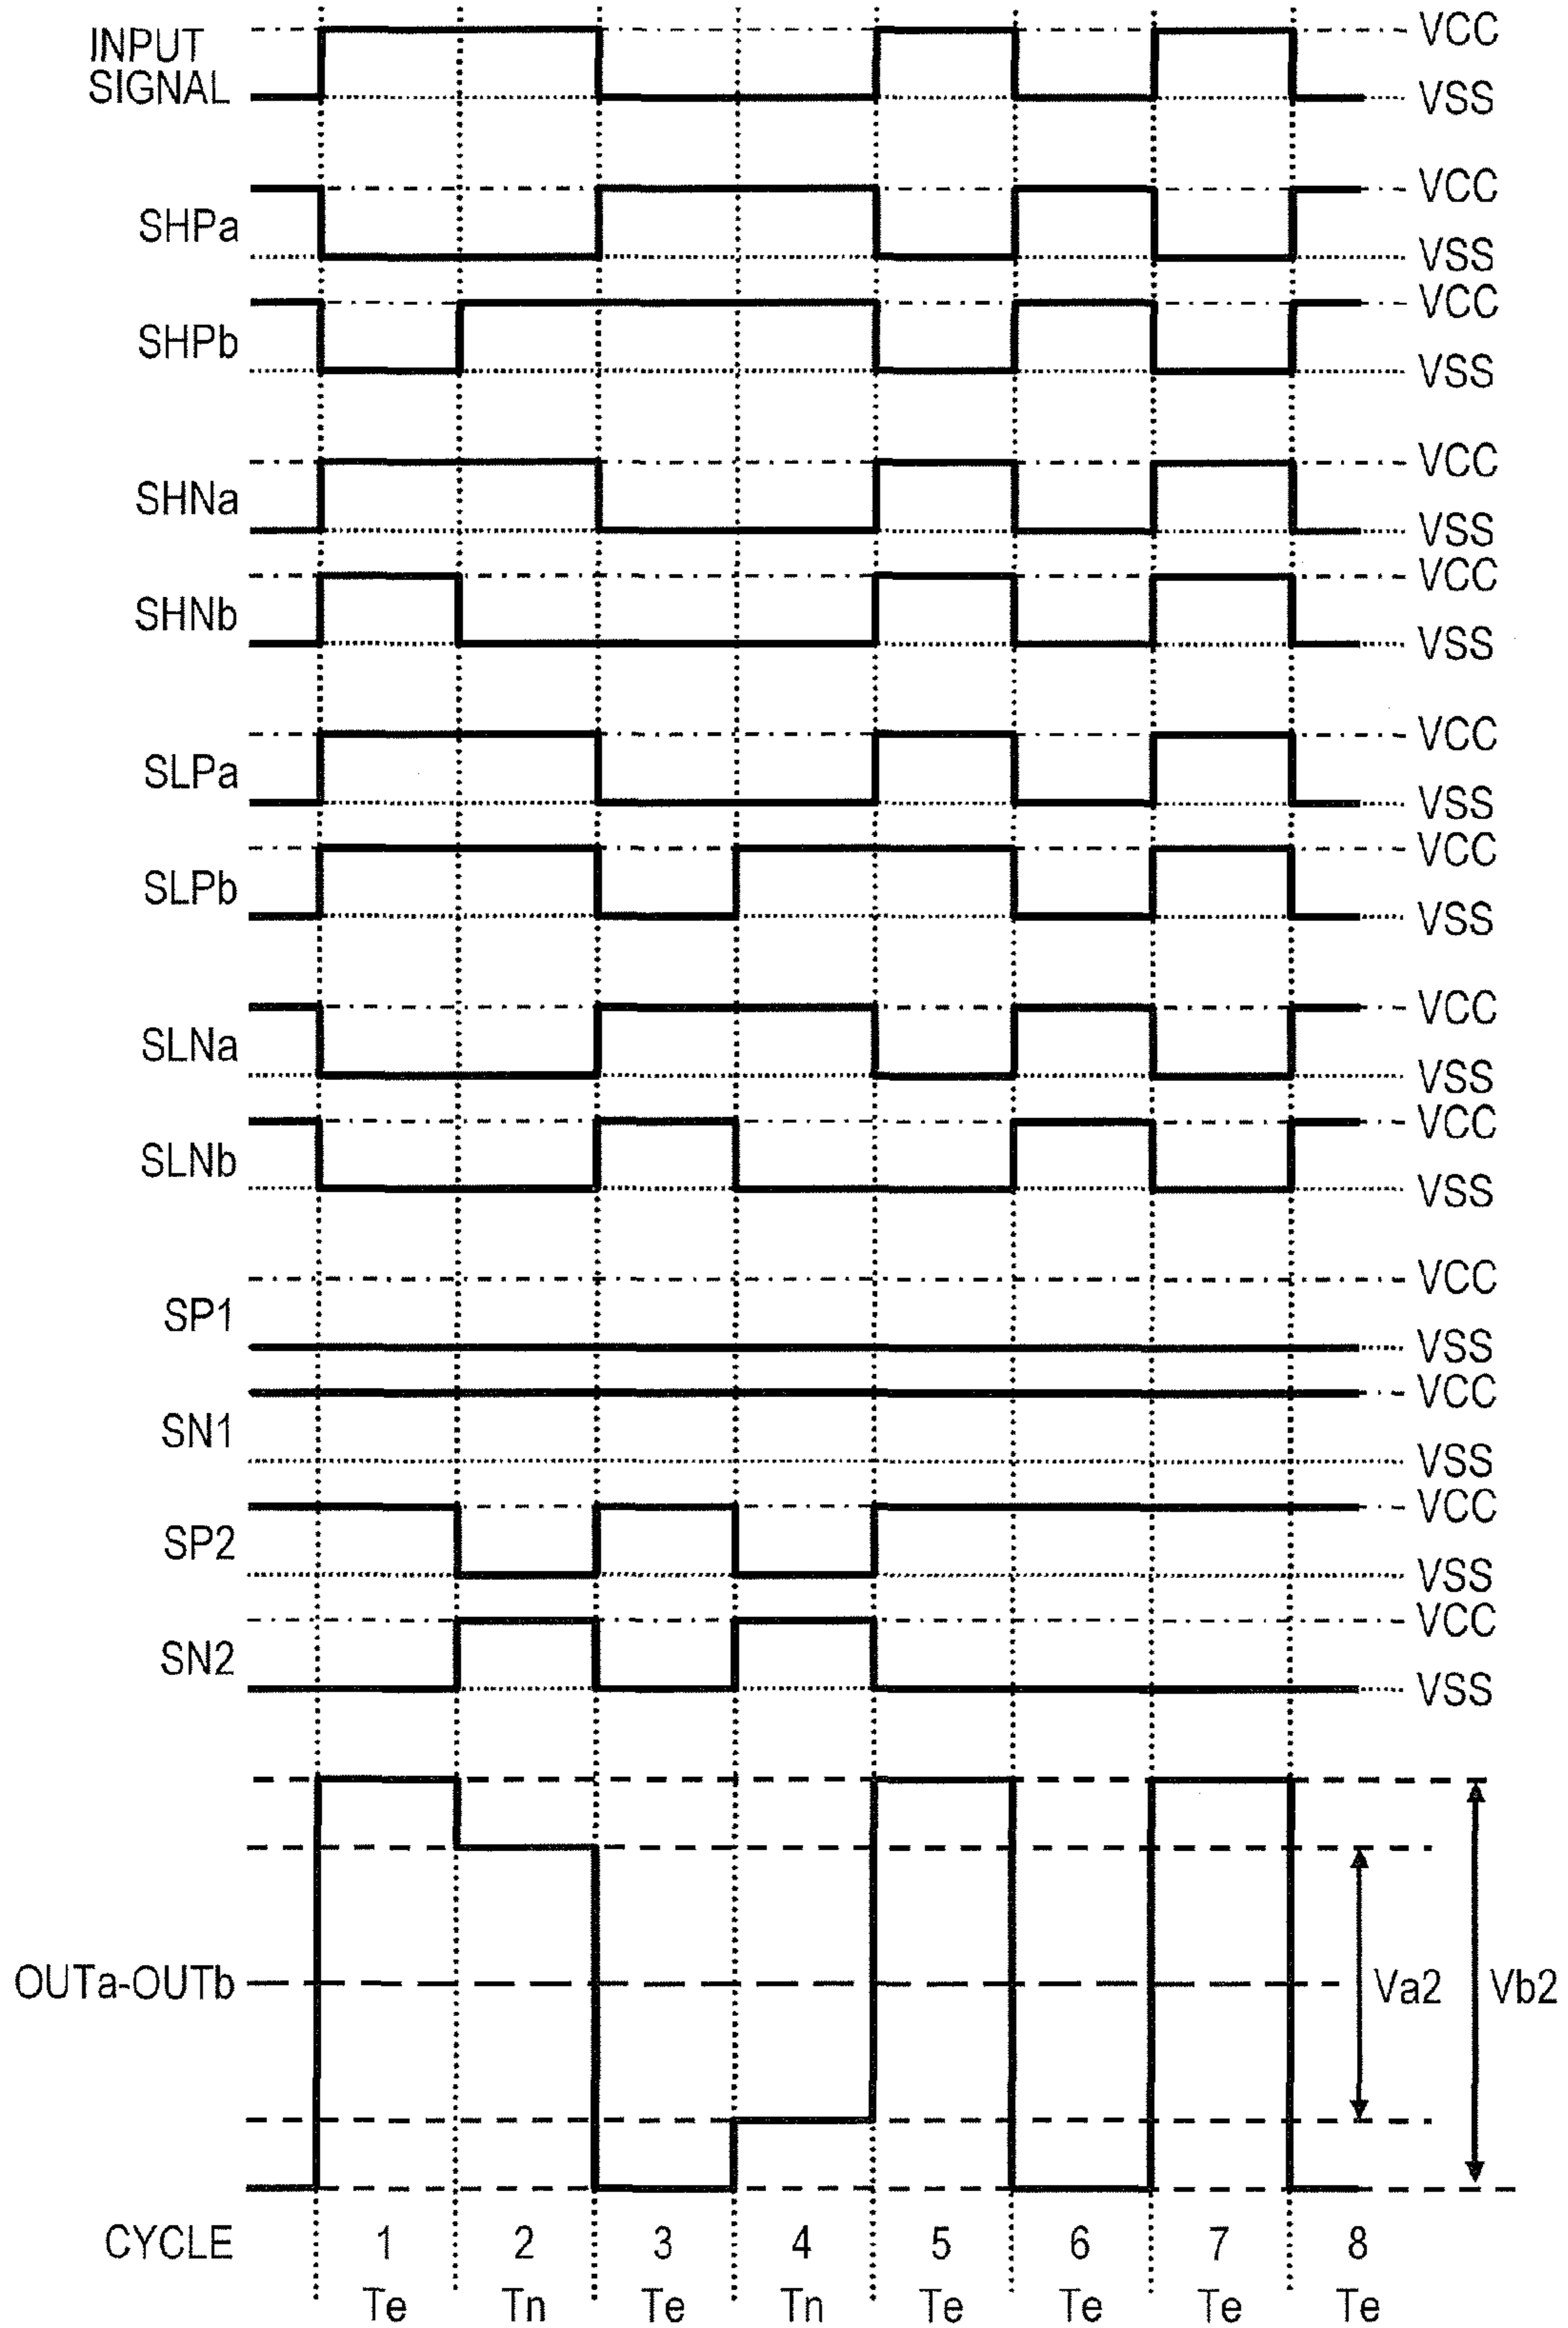 INPUT
SIGNAL
VCC
VSS
SHPa
VCC
VSS
SHPb
VCC
VSS
SHNa
VCC
VSS
SHNb
VCC
VSS
SLPa
VCC
VSS
SLPb
VCC
VSS
SLNa
VCC
VSS
SLNb
VCC
VSS
SP1
VCC
VSS
SN1
VCC
VSS
SP2
VCC
VSS
SN2
VCC
VSS
OUTa-OUTb
Va2
Vb2
CYCLE 1 2 3 4 5 6 7 8
Te Tn Te Tn Te Te Te Te